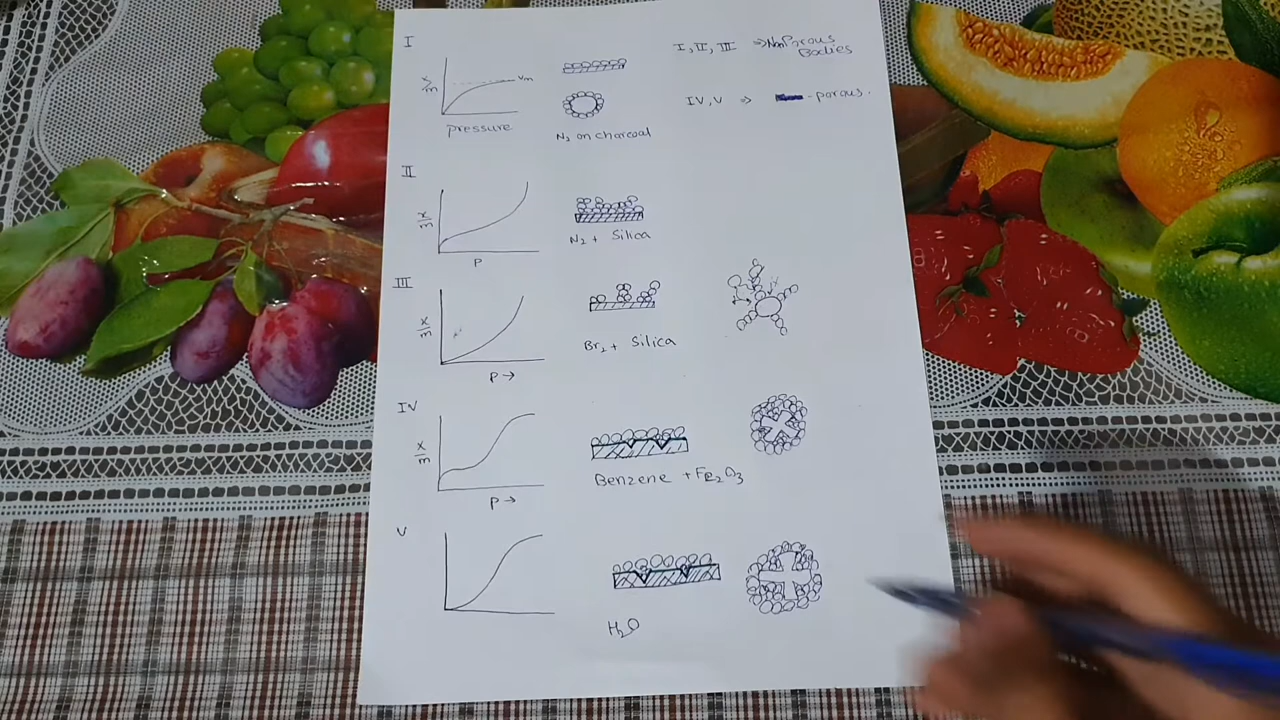 I
x/m
Vm
Pressure
N₂ on charcoal
I, II, III ⇒ Non Porous
Bodies
IV, V ⇒ - porous.
II
x/m
P
N₂ + Silica
III
x/m
P →
Br₂ + Silica
IV
x/m
P →
Benzene + Fe₂O₃
V
H₂O